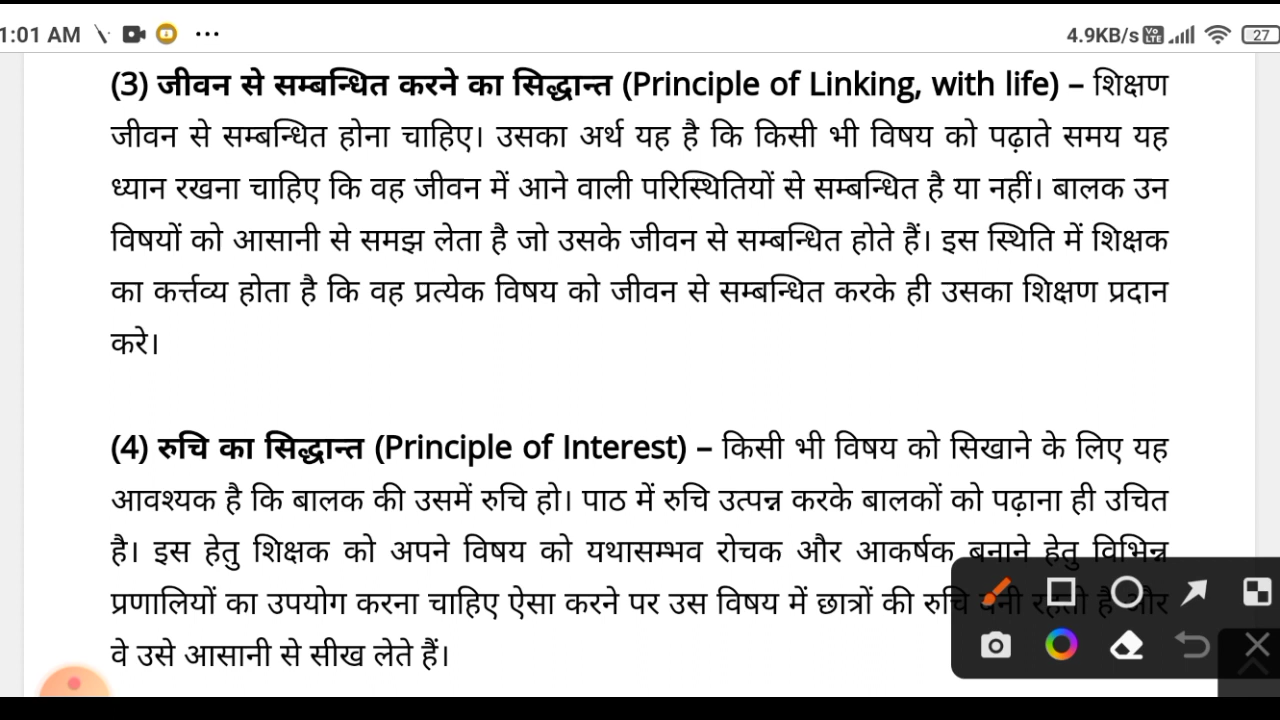 1:01 AM ...
4.9KB/s Vo LTE 27
(3) जीवन से सम्बन्धित करने का सिद्धान्त (Principle of Linking, with life) – शिक्षण
जीवन से सम्बन्धित होना चाहिए। उसका अर्थ यह है कि किसी भी विषय को पढ़ाते समय यह
ध्यान रखना चाहिए कि वह जीवन में आने वाली परिस्थितियों से सम्बन्धित है या नहीं। बालक उन
विषयों को आसानी से समझ लेता है जो उसके जीवन से सम्बन्धित होते हैं। इस स्थिति में शिक्षक
का कर्त्तव्य होता है कि वह प्रत्येक विषय को जीवन से सम्बन्धित करके ही उसका शिक्षण प्रदान
करे।
(4) रुचि का सिद्धान्त (Principle of Interest) – किसी भी विषय को सिखाने के लिए यह
आवश्यक है कि बालक की उसमें रुचि हो। पाठ में रुचि उत्पन्न करके बालकों को पढ़ाना ही उचित
है। इस हेतु शिक्षक को अपने विषय को यथासम्भव रोचक और आकर्षक बनाने हेतु विभिन्न
प्रणालियों का उपयोग करना चाहिए ऐसा करने पर उस विषय में छात्रों की रुचि बनी रहती है और
वे उसे आसानी से सीख लेते हैं।